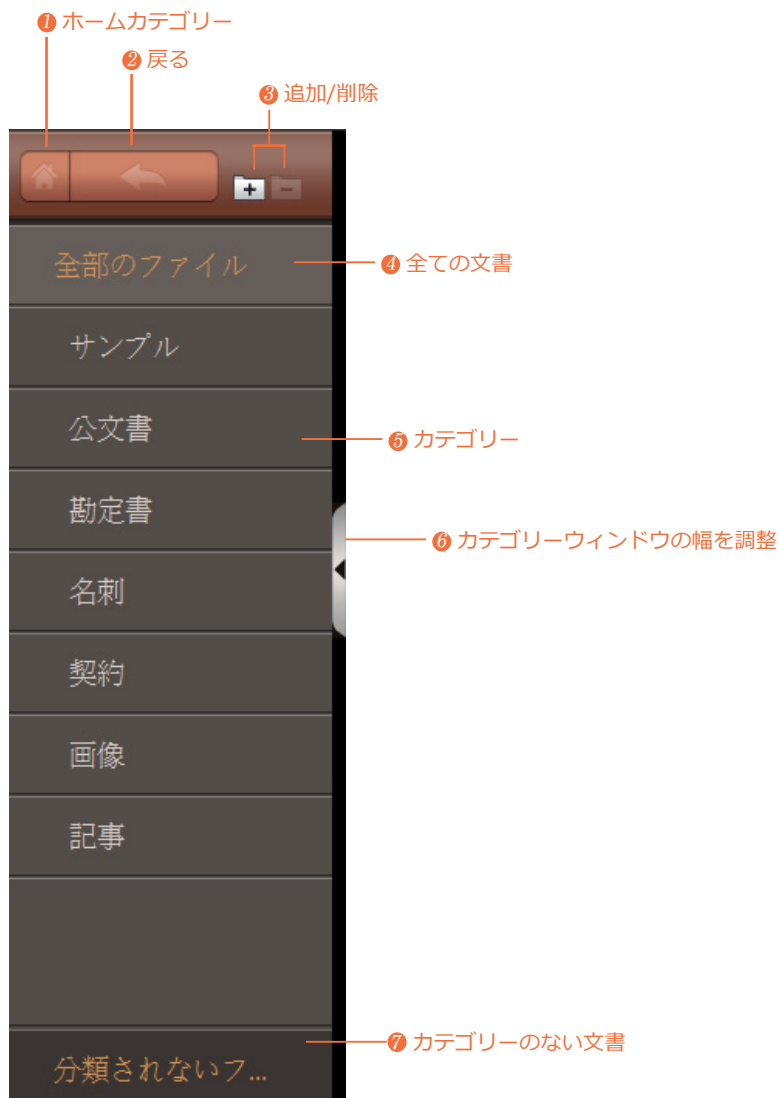 ❶ ホームカテゴリー
❷ 戻る
❸ 追加/削除
全部のファイル
❹ 全ての文書
サンプル
公文書
❺ カテゴリー
勘定書
❻ カテゴリーウィンドウの幅を調整
名刺
契約
画像
記事
❼ カテゴリーのない文書
分類されないフ...